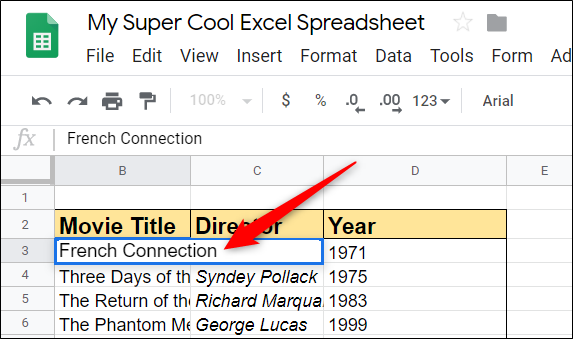 My Super Cool Excel Spreadsheet
File Edit View Insert Format Data Tools Form Ad
100% $ % .0 .00 123 Arial
fx French Connection
B C D E
1
2 Movie Title Director Year
3 French Connection 1971
4 Three Days of th Syndey Pollack 1975
5 The Return of the Richard Marqua 1983
6 The Phantom Me George Lucas 1999